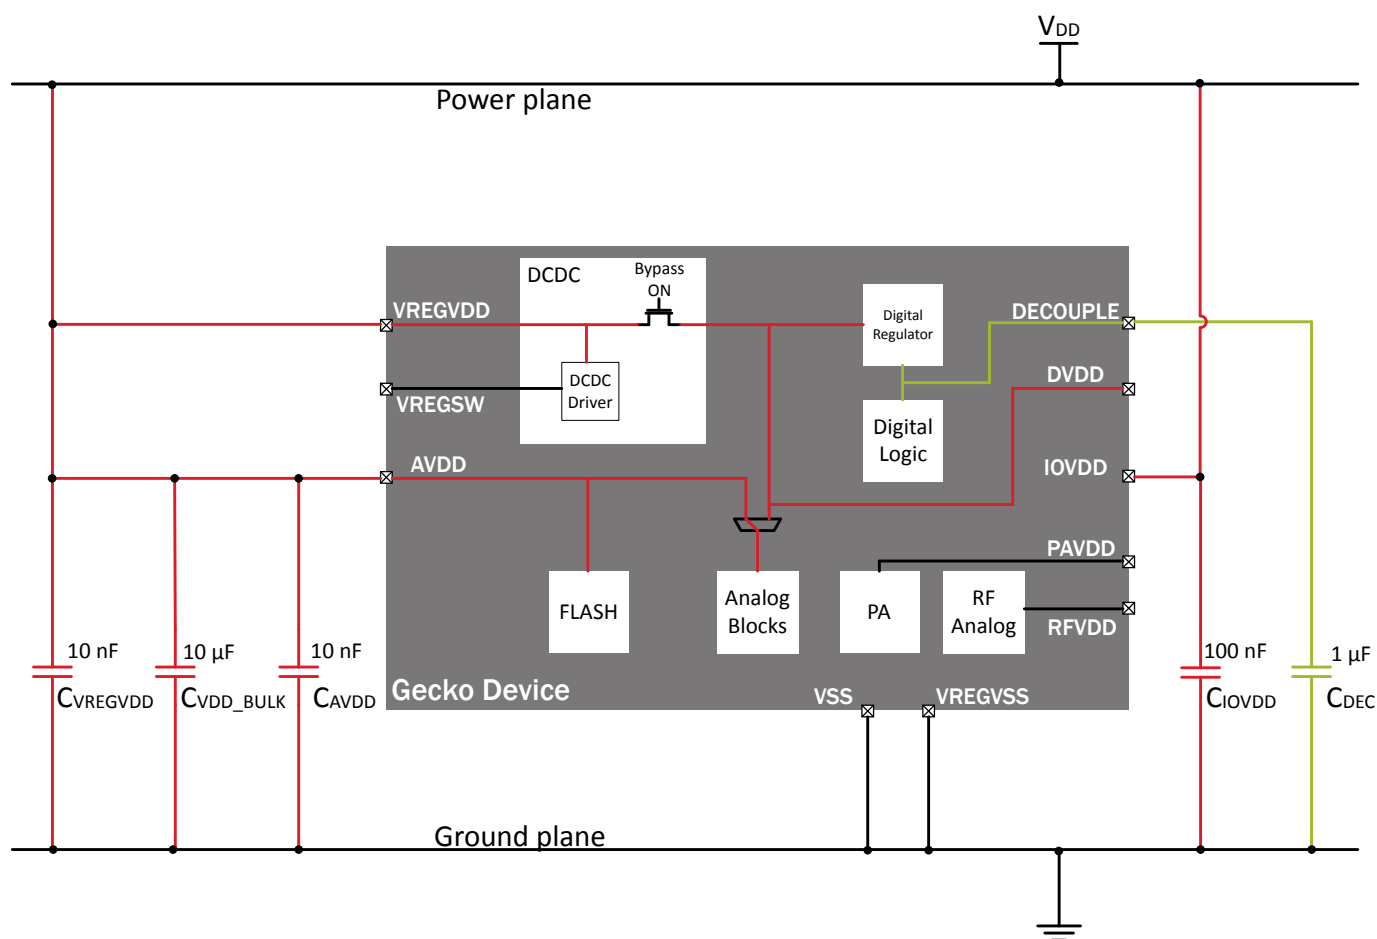 VDD
Power plane
DCDC
Bypass
ON
VREGVDD
Digital
Regulator
DECOUPLE
DCDC
Driver
DVDD
VREGSW
Digital
Logic
AVDD
IOVDD
PAVDD
FLASH
Analog
Blocks
PA
RF
Analog
RFVDD
10 nF
10 µF
10 nF
100 nF
1 µF
CVREGVDD
CVDD_BULK
CAVDD
Gecko Device
VSS
VREGVSS
CIOVDD
CDEC
Ground plane